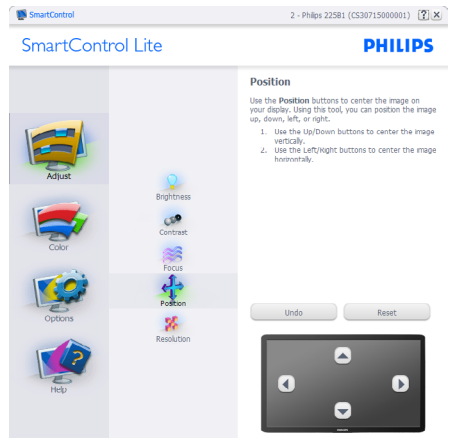 SmartControl
2 - Philips 225B1 (CS30715000001)
SmartControl Lite
PHILIPS
Adjust
Color
Options
Help
Brightness
Contrast
Focus
Position
Resolution
Position
Use the Position buttons to center the image on
your display. Using this tool, you can position the image
up, down, left, or right.
1. Use the Up/Down buttons to center the image
vertically.
2. Use the Left/Right buttons to center the image
horizontally.
Undo
Reset